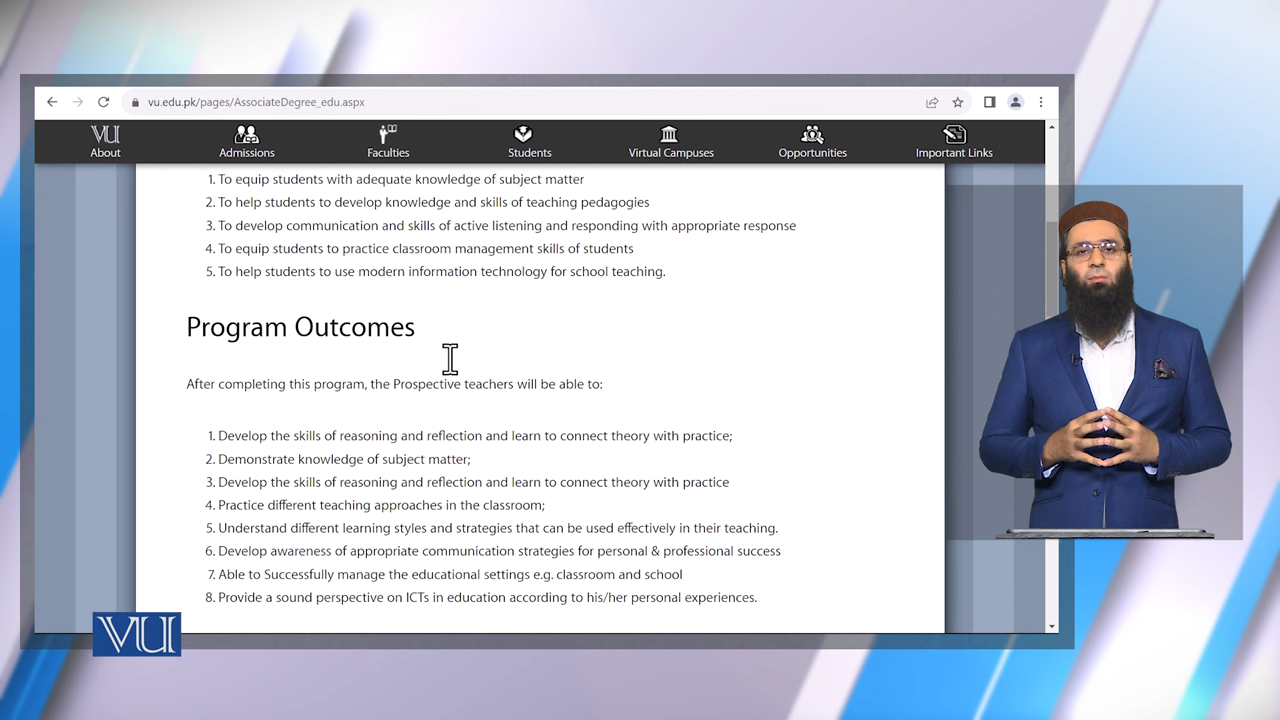 vu.edu.pk/pages/AssociateDegree_edu.aspx
VU
About
Admissions
Faculties
Students
Virtual Campuses
Opportunities
Important Links
1. To equip students with adequate knowledge of subject matter
2. To help students to develop knowledge and skills of teaching pedagogies
3. To develop communication and skills of active listening and responding with appropriate response
4. To equip students to practice classroom management skills of students
5. To help students to use modern information technology for school teaching.
Program Outcomes
After completing this program, the Prospective teachers will be able to:
1. Develop the skills of reasoning and reflection and learn to connect theory with practice;
2. Demonstrate knowledge of subject matter;
3. Develop the skills of reasoning and reflection and learn to connect theory with practice
4. Practice different teaching approaches in the classroom;
5. Understand different learning styles and strategies that can be used effectively in their teaching.
6. Develop awareness of appropriate communication strategies for personal & professional success
7. Able to Successfully manage the educational settings e.g. classroom and school
8. Provide a sound perspective on ICTs in education according to his/her personal experiences.
VU